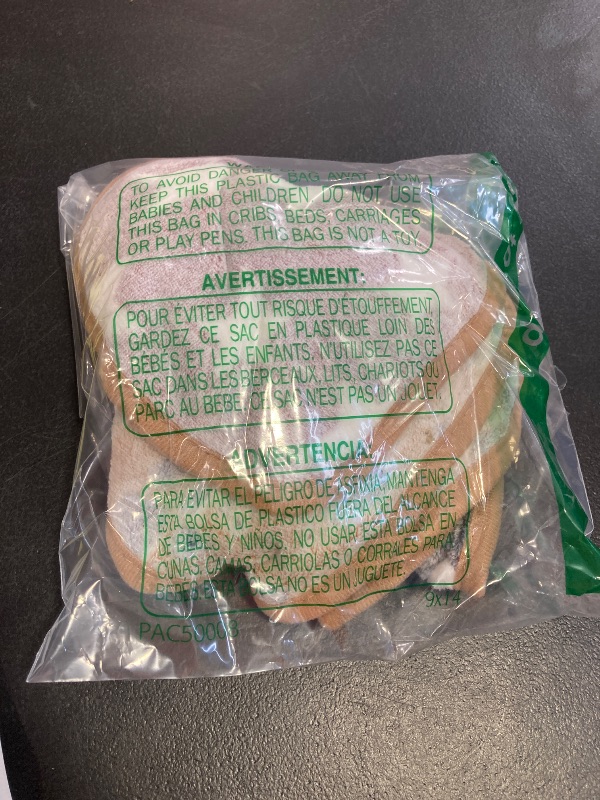 TO AVOID DANGER
KEEP THIS PLASTIC BAG AWAY FROM
BABIES AND CHILDREN DO NOT USE
THIS BAG IN CRIBS BEDS, CARRIAGES
OR PLAY PENS. THIS BAG IS NOT A TOY.
AVERTISSEMENT:
POUR ÉVITER TOUT RISQUE D'ÉTOUFFEMENT,
GARDEZ CE SAC EN PLASTIQUE LOIN DES
BÉBÉS ET LES ENFANTS, N'UTILISEZ PAS CE
SAC DANS LES BERCEAUX, LITS, CHARIOTS OU
PARC AU BEBE. CE SAC N'EST PAS UN JOUET.
ADVERTENCIA:
PARA EVITAR EL PELIGRO DE ASFIXIA, MANTENGA
ESTA BOLSA DE PLASTICO FUERA DEL ALCANCE
DE BEBÉS Y NIÑOS. NO USAR ESTA BOLSA EN
CUNAS, CAMAS, CARRIOLAS O CORRALES PARA
BEBÉS ESTA BOLSA NO ES UN JUGUETE.
9x14
PAC50003